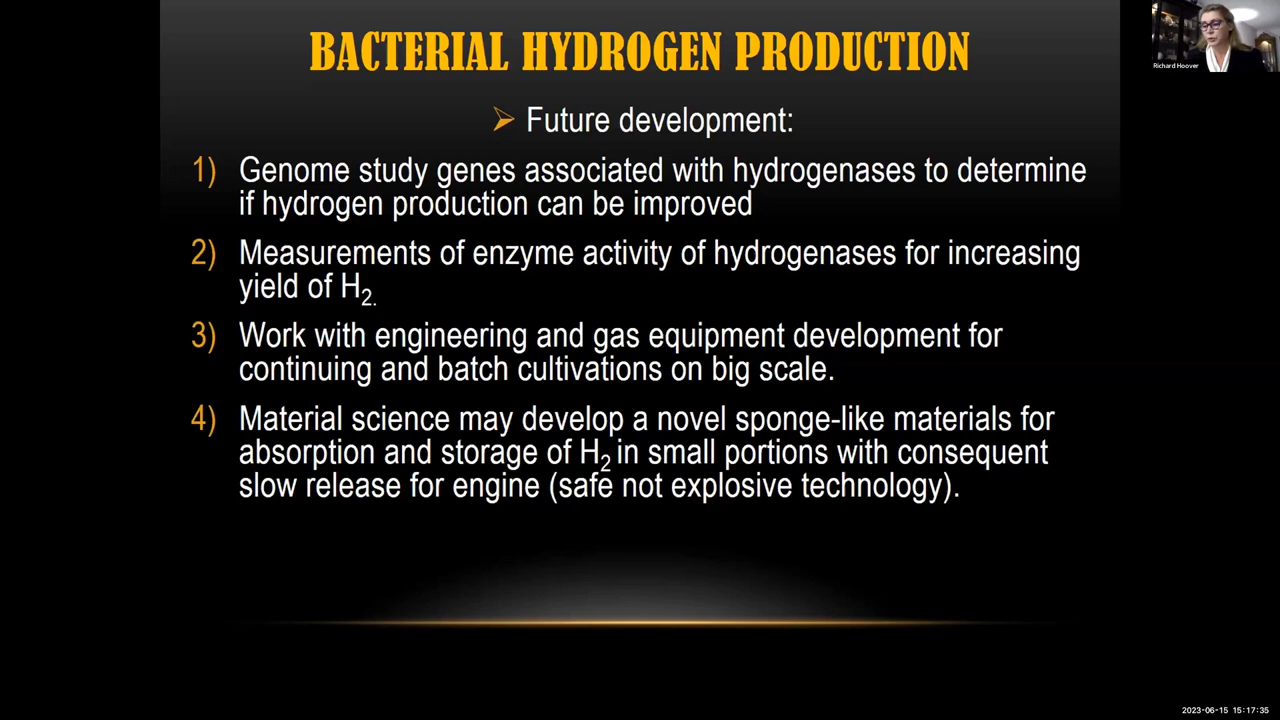 BACTERIAL HYDROGEN PRODUCTION
Richard Hoover
➢ Future development:
1) Genome study genes associated with hydrogenases to determine
if hydrogen production can be improved
2) Measurements of enzyme activity of hydrogenases for increasing
yield of H₂.
3) Work with engineering and gas equipment development for
continuing and batch cultivations on big scale.
4) Material science may develop a novel sponge-like materials for
absorption and storage of H₂ in small portions with consequent
slow release for engine (safe not explosive technology).
2023-06-15 15:17:35